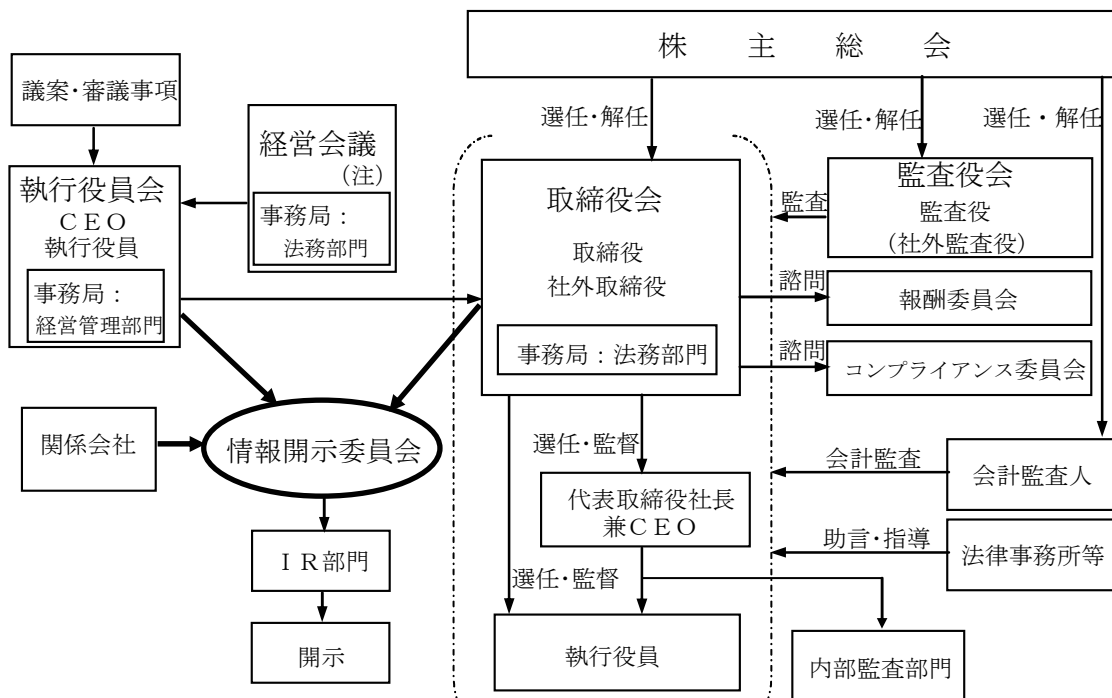 株 主 総 会
議案・審議事項
選任・解任
選任・解任
選任・解任
経営会議
(注)
事務局：
法務部門
執行役員会
ＣＥＯ
執行役員
事務局：
経営管理部門
取締役会
取締役
社外取締役
事務局：法務部門
監査役会
監査役
(社外監査役)
監査
諮問
報酬委員会
諮問
コンプライアンス委員会
関係会社
情報開示委員会
選任・監督
会計監査
会計監査人
代表取締役社長
兼ＣＥＯ
助言・指導
法律事務所等
ＩＲ部門
選任・監督
開示
執行役員
内部監査部門